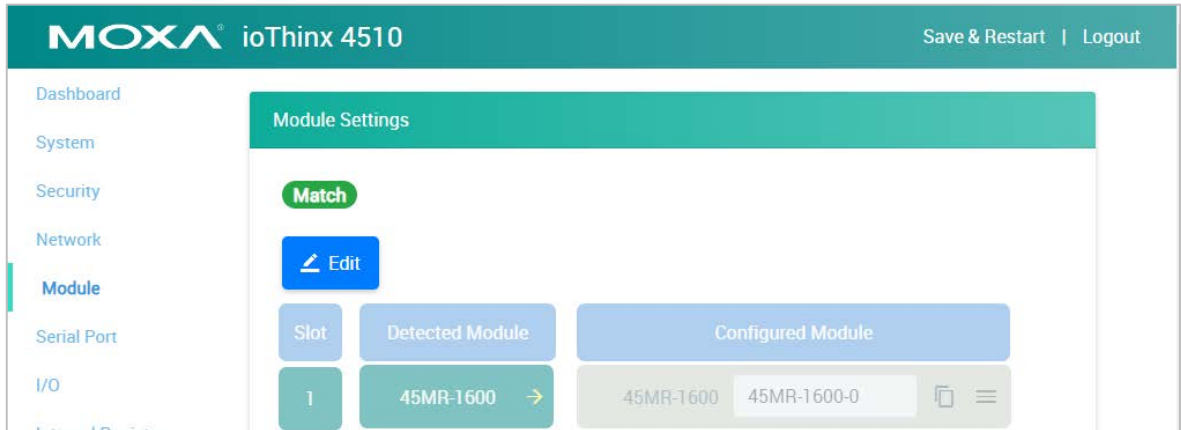 MOXA® ioThinx 4510 Save & Restart | Logout
Dashboard
Module Settings
System
Security
Match
Network
Edit
Module
Slot Detected Module Configured Module
Serial Port
I/O
1 45MR-1600 → 45MR-1600 45MR-1600-0